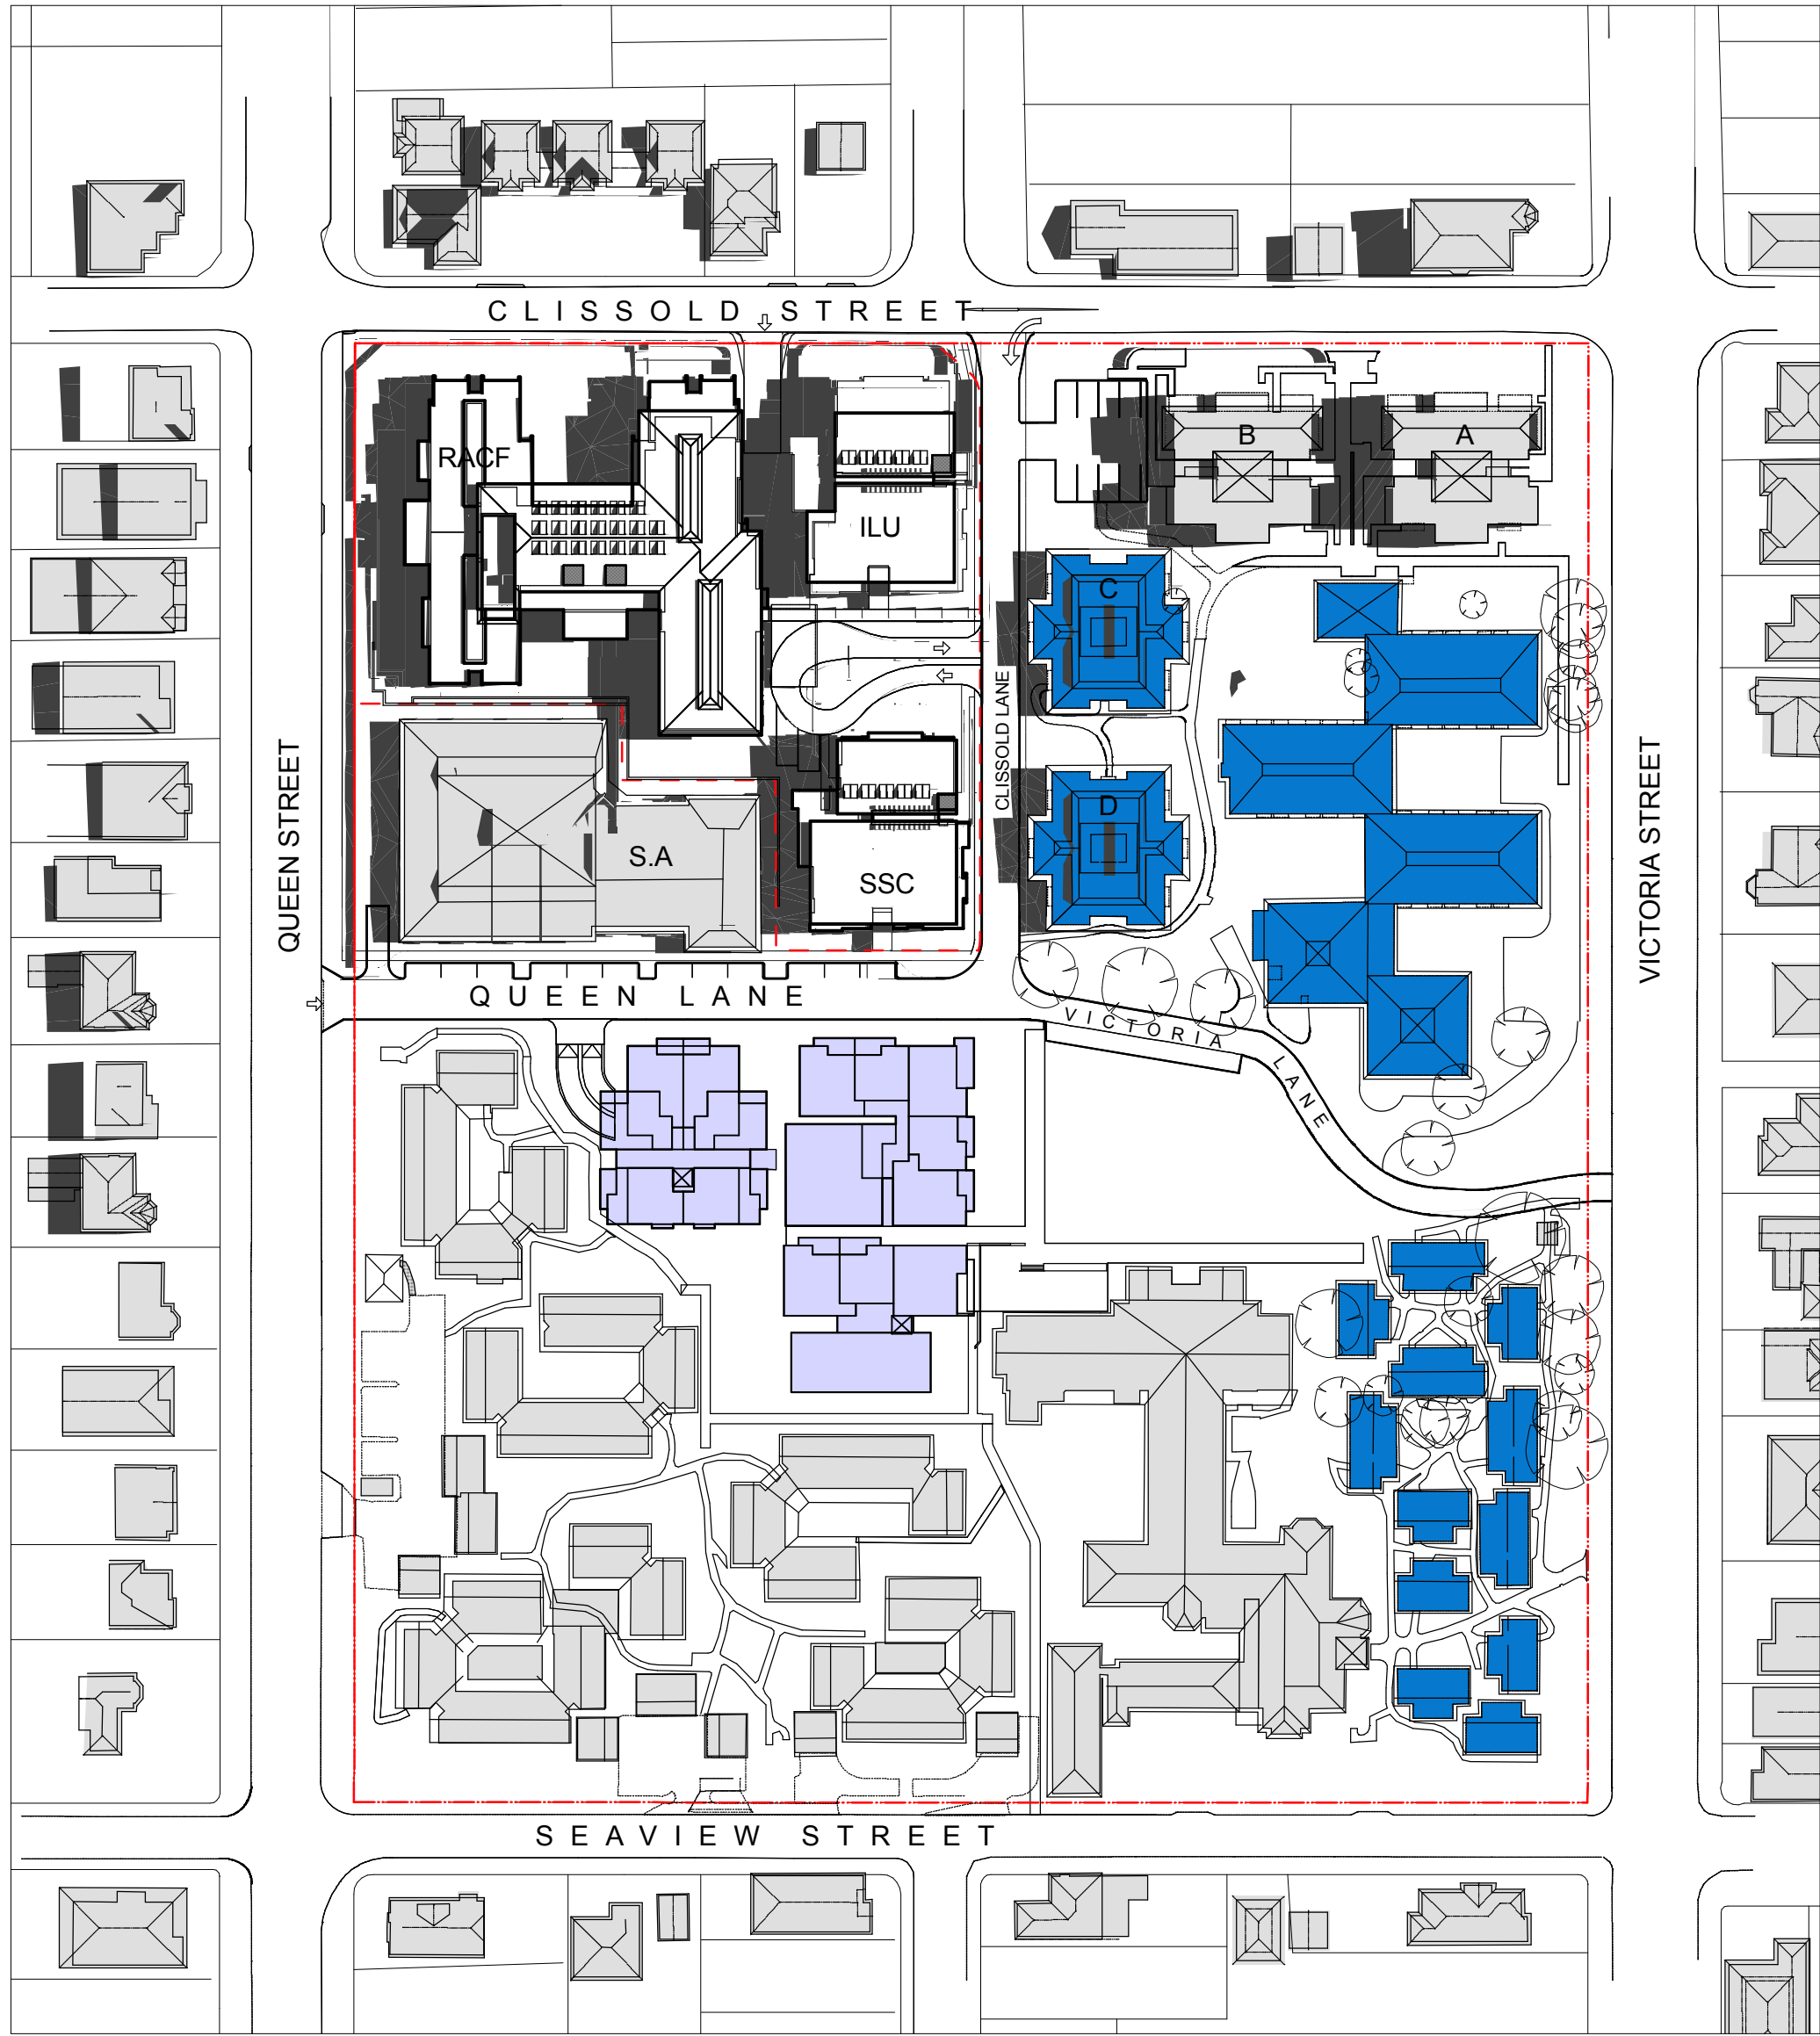 CLISSOLD STREET
RACF
B
A
ILU
C
CLISSOLD LANE
QUEEN STREET
VICTORIA STREET
D
S.A
SSC
QUEEN LANE
VICTORIA LANE
SEAVIEW STREET